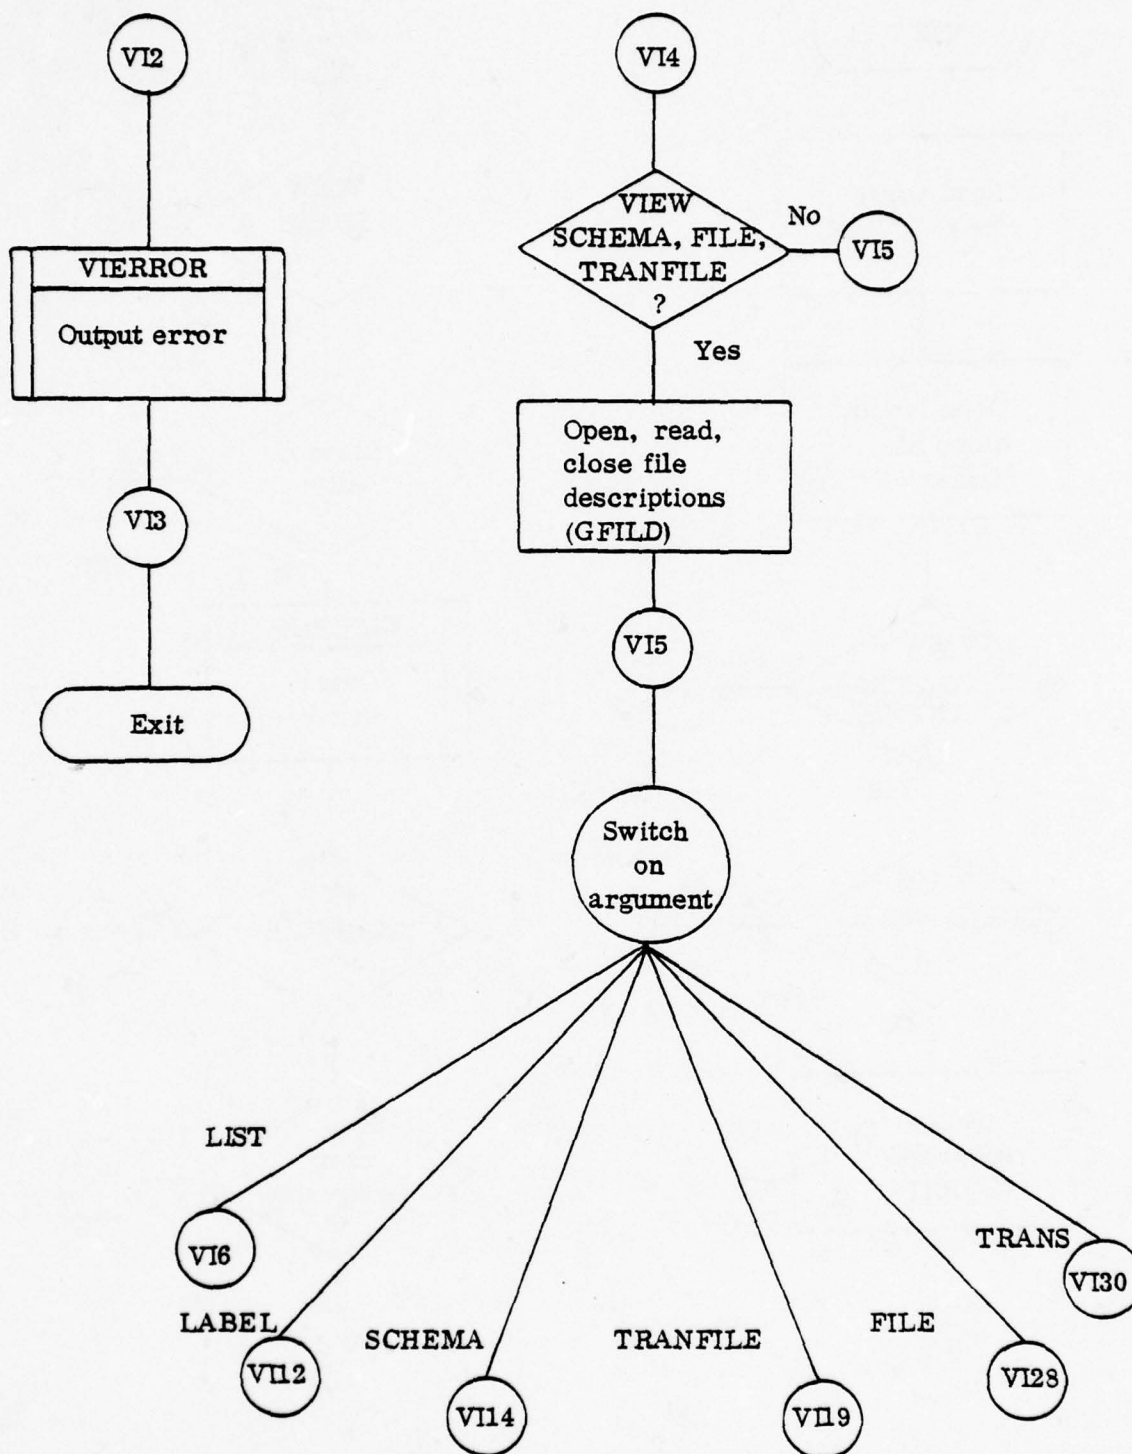 VI2
VIERROR
Output error
VI3
Exit
VI4
VIEW
SCHEMA, FILE,
TRANFILE
?
No
VI5
Yes
Open, read,
close file
descriptions
(GFILD)
VI5
Switch
on
argument
LIST
VI6
LABEL
VI12
SCHEMA
VI14
TRANFILE
VI19
FILE
VI28
TRANS
VI30